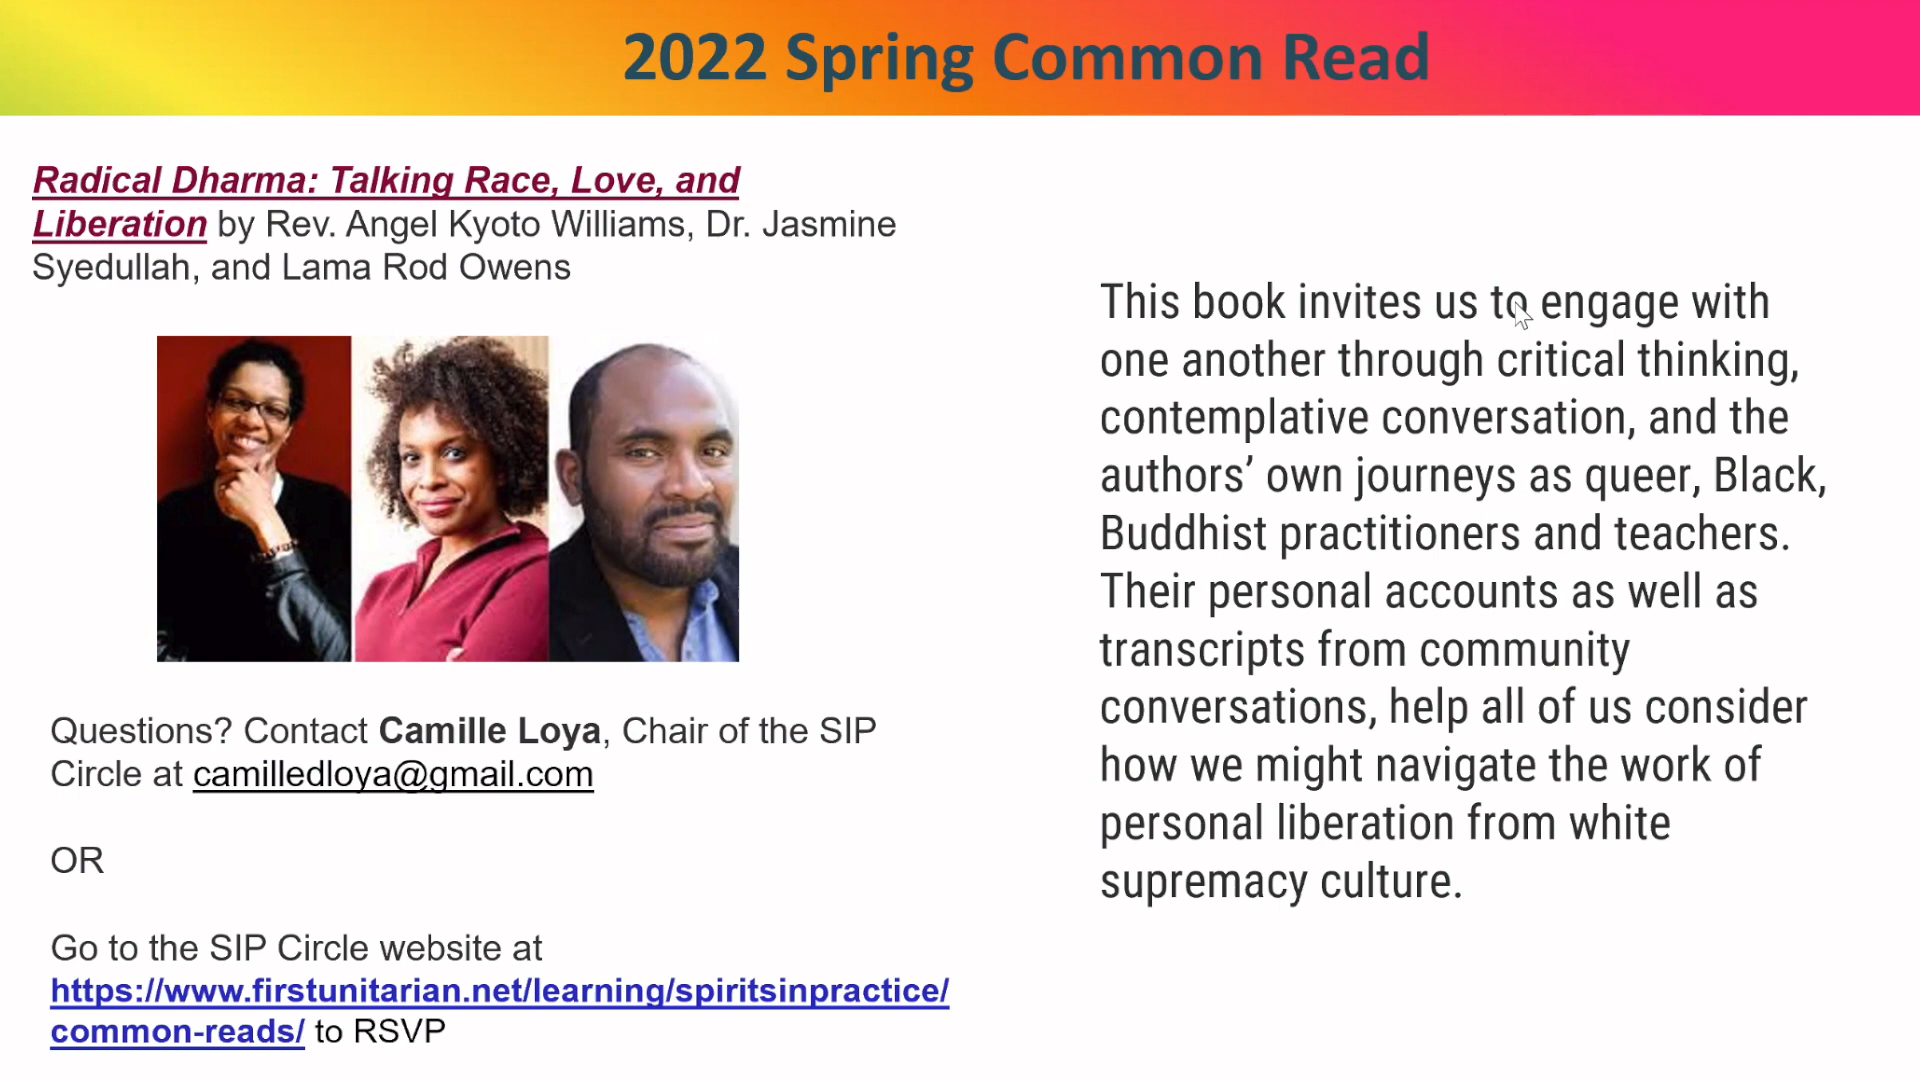 2022 Spring Common Read
Radical Dharma: Talking Race, Love, and
Liberation by Rev. Angel Kyoto Williams, Dr. Jasmine
Syedullah, and Lama Rod Owens
Questions? Contact Camille Loya, Chair of the SIP
Circle at camilledloya@gmail.com
OR
Go to the SIP Circle website at
https://www.firstunitarian.net/learning/spiritsinpractice/
common-reads/ to RSVP
This book invites us to engage with
one another through critical thinking,
contemplative conversation, and the
authors’ own journeys as queer, Black,
Buddhist practitioners and teachers.
Their personal accounts as well as
transcripts from community
conversations, help all of us consider
how we might navigate the work of
personal liberation from white
supremacy culture.